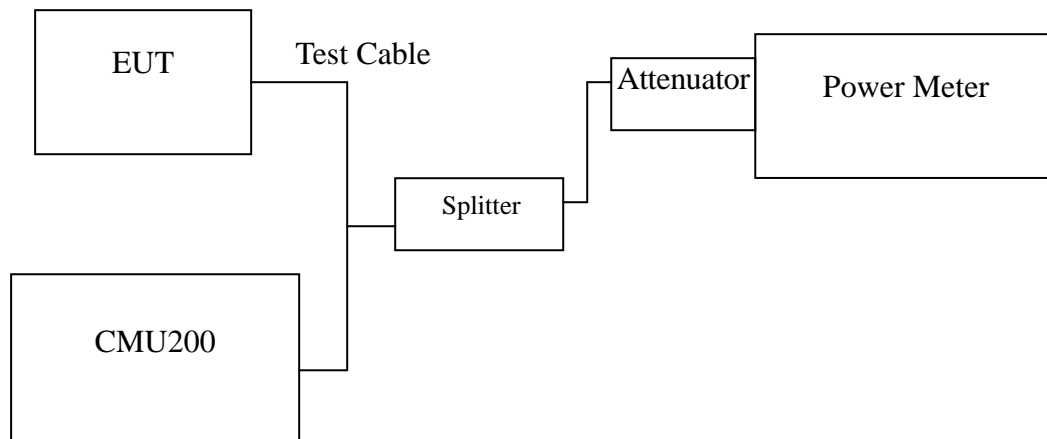 EUT
Test Cable
Attenuator
Power Meter
Splitter
CMU200